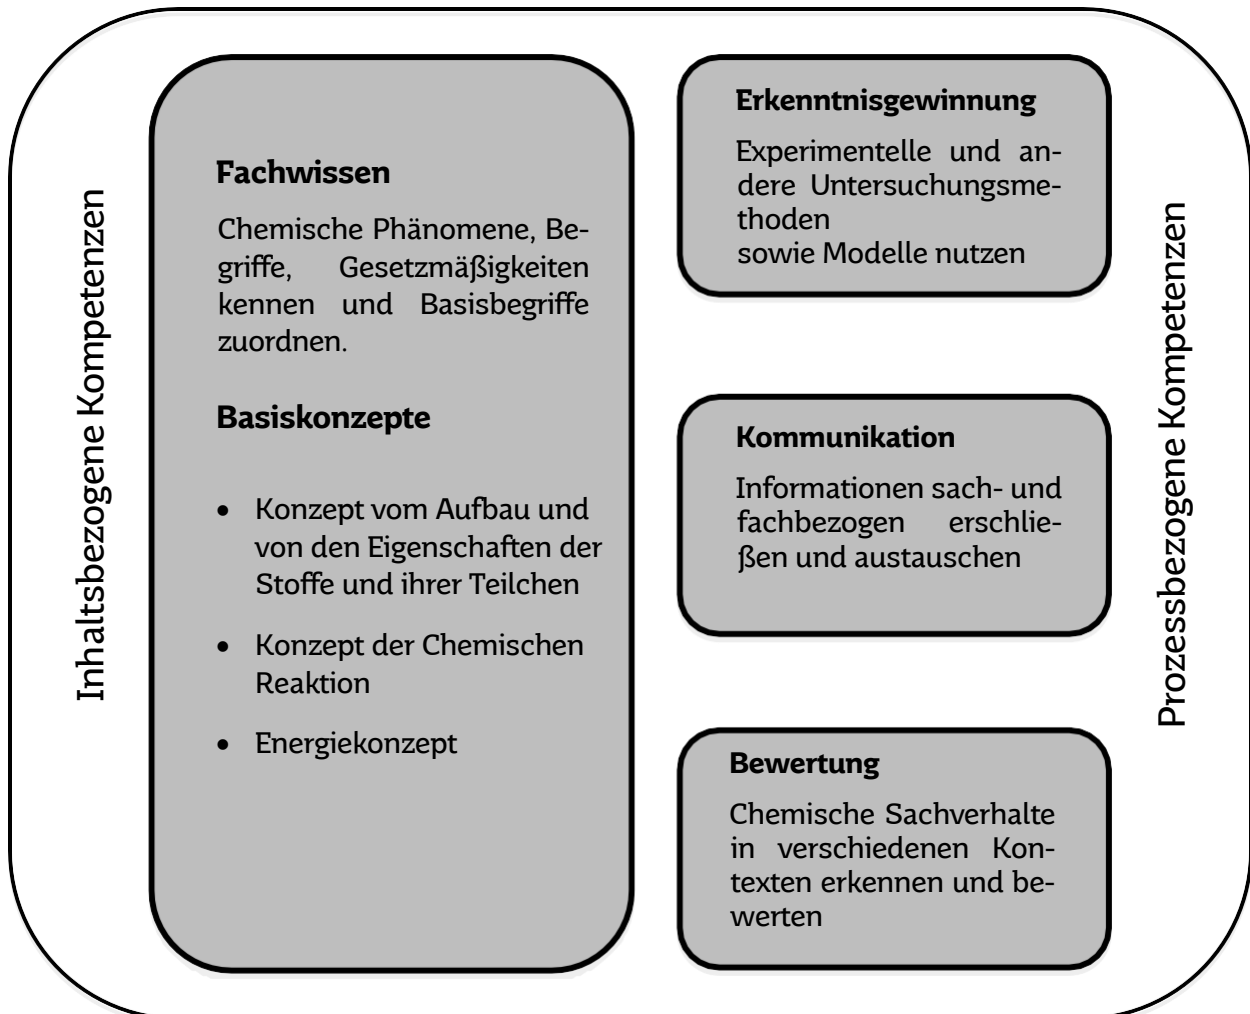 Inhaltsbezogene Kompetenzen
Fachwissen
Chemische Phänomene, Be-
griffe, Gesetzmäßigkeiten
kennen und Basisbegriffe
zuordnen.
Basiskonzepte
• Konzept vom Aufbau und
von den Eigenschaften der
Stoffe und ihrer Teilchen
• Konzept der Chemischen
Reaktion
• Energiekonzept
Erkenntnisgewinnung
Experimentelle und an-
dere Untersuchungsme-
thoden
sowie Modelle nutzen
Kommunikation
Informationen sach- und
fachbezogen erschlie-
ßen und austauschen
Bewertung
Chemische Sachverhalte
in verschiedenen Kon-
texten erkennen und be-
werten
Prozessbezogene Kompetenzen